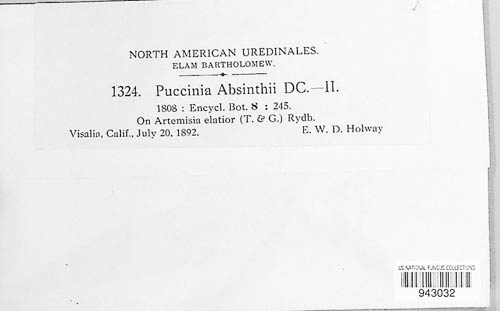 NORTH AMERICAN UREDINALES.
ELAM BARTHOLOMEW.
1324. Puccinia Absinthii DC.—II.
1808 : Encycl. Bot. 8 : 245.
On Artemisia elatior (T. & G.) Rydb.
Visalia, Calif., July 20, 1892. E. W. D. Holway
US NATIONAL FUNGUS COLLECTIONS
943032